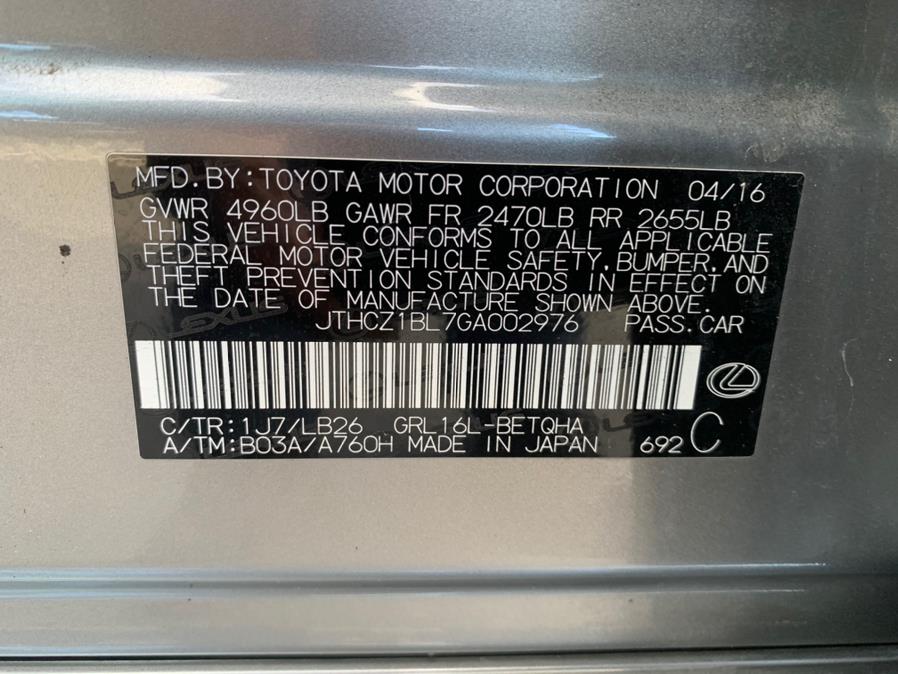 MFD.BY:TOYOTA MOTOR CORPORATION 04/16
GVWR 4960LB GAWR FR 2470LB RR 2655LB
THIS VEHICLE CONFORMS TO ALL APPLICABLE
FEDERAL MOTOR VEHICLE SAFETY,BUMPER,AND
THEFT PREVENTION STANDARDS IN EFFECT ON
THE DATE OF MANUFACTURE SHOWN ABOVE.
JTHCZ1BL7GA002976 PASS.CAR
C/TR:1J7/LB26 GRL16L-BETQHA
A/TM:B03A/A760H MADE IN JAPAN 692 C
LEXUS